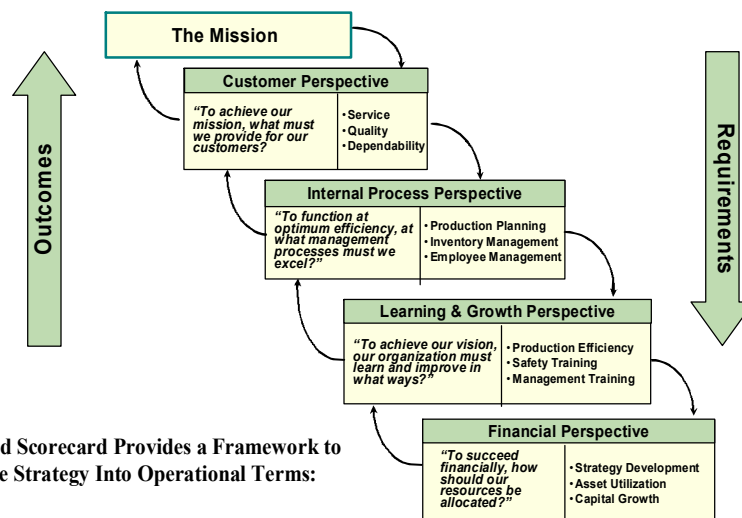 The Mission
Customer Perspective
“To achieve our
mission, what must
we provide for our
customers?
• Service
• Quality
• Dependability
Outcomes
Requirements
Internal Process Perspective
“To function at
optimum efficiency, at
what management
processes must we
excel?”
• Production Planning
• Inventory Management
• Employee Management
Learning & Growth Perspective
“To achieve our vision,
our organization must
learn and improve in
what ways?”
• Production Efficiency
• Safety Training
• Management Training
Financial Perspective
“To succeed
financially, how
should our
resources be
allocated?”
• Strategy Development
• Asset Utilization
• Capital Growth
Scorecard Provides a Framework to
Strategy Into Operational Terms: